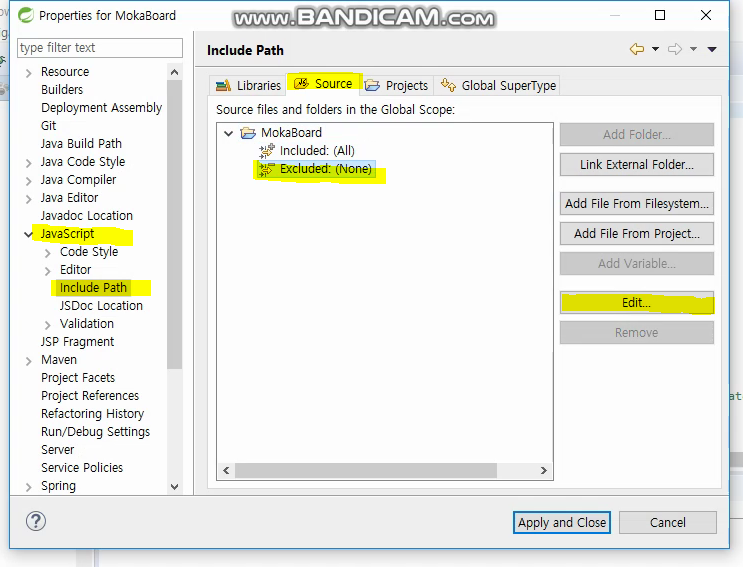 Properties for MokaBoard
www.BANDICAM.com
type filter text
Resource
Builders
Deployment Assembly
Git
Java Build Path
Java Code Style
Java Compiler
Java Editor
Javadoc Location
JavaScript
Code Style
Editor
Include Path
JSDoc Location
Validation
JSP Fragment
Maven
Project Facets
Project References
Refactoring History
Run/Debug Settings
Server
Service Policies
Spring
Include Path
Libraries
Source
Projects
Global SuperType
Source files and folders in the Global Scope:
MokaBoard
Included: (All)
Excluded: (None)
Add Folder...
Link External Folder...
Add File From Filesystem...
Add File From Project...
Add Variable...
Edit...
Remove
Apply and Close
Cancel